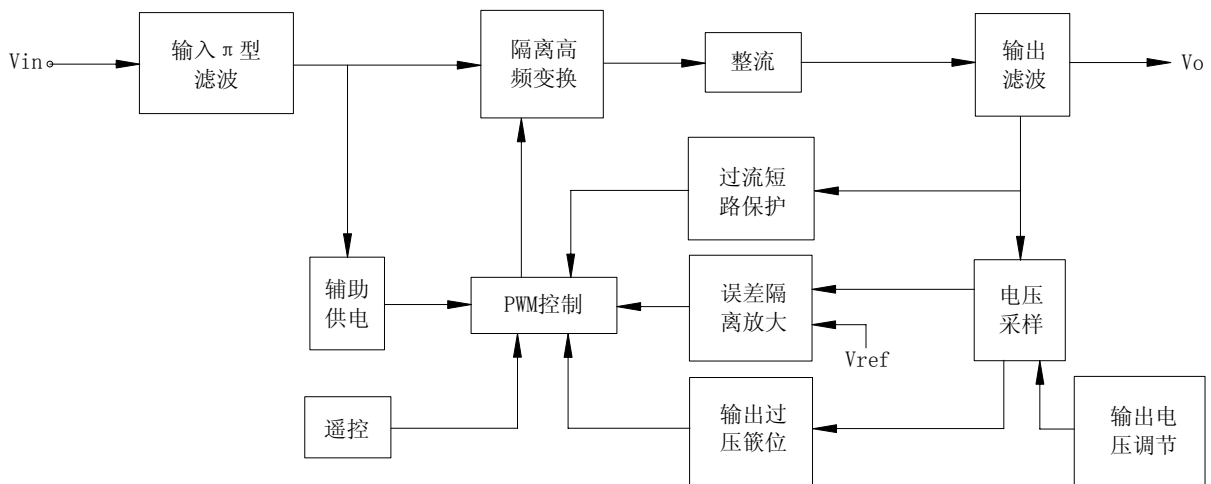 Vin
输入π型
滤波
隔离高
频变换
整流
输出
滤波
Vo
过流短
路保护
辅助
供电
PWM控制
误差隔
离放大
电压
采样
Vref
遥控
输出过
压箝位
输出电
压调节